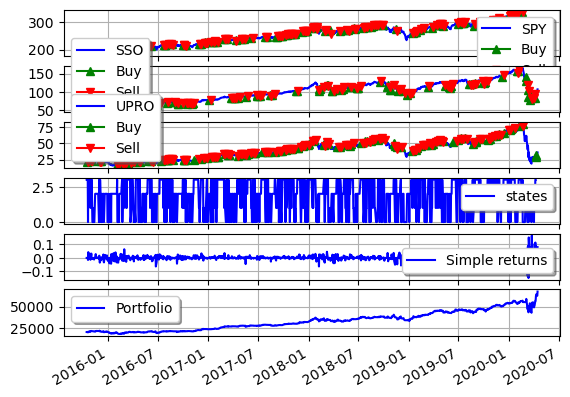 300
200
SPY
Buy
SSO
Buy
Sell
150
100
50
UPRO
Buy
Sell
75
50
25
2.5
0.0
states
0.1
0.0
−0.1
Simple returns
50000
25000
Portfolio
2016-01
2016-07
2017-01
2017-07
2018-01
2018-07
2019-01
2019-07
2020-01
2020-07